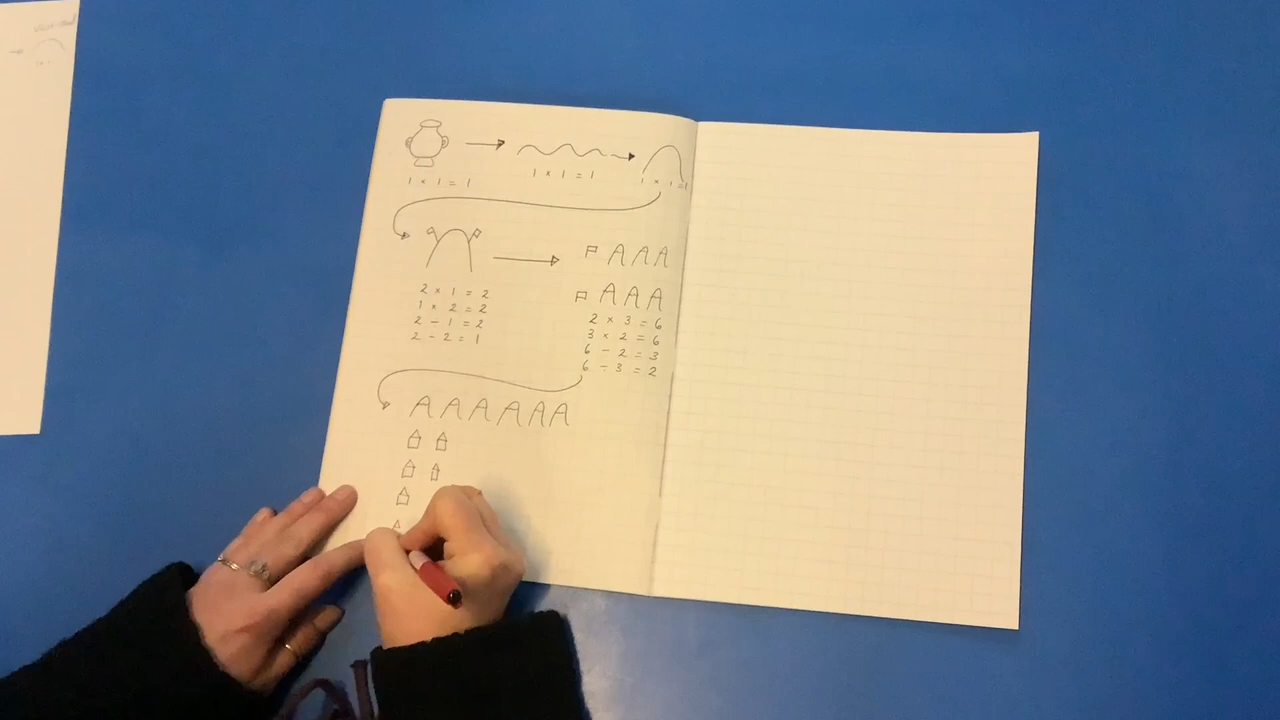 1 × 1 = 1
1 × 1 = 1
1 × 1 = 1
2 × 1 = 2
1 × 2 = 2
2 - 1 = 2
2 - 2 = 1
A A A
A A A
2 × 3 = 6
3 × 2 = 6
6 - 2 = 3
6 ÷ 3 = 2
A A A A A A